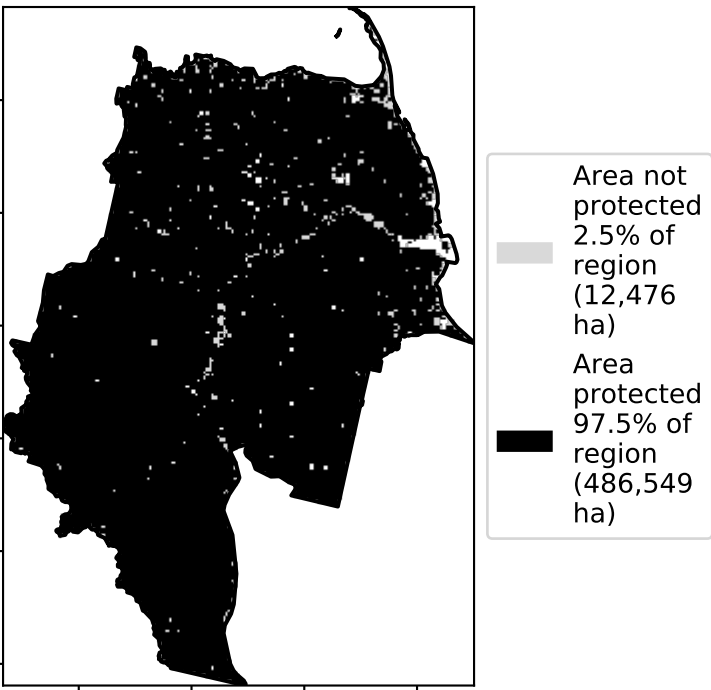 Area not
protected
2.5% of
region
(12,476
ha)
Area
protected
97.5% of
region
(486,549
ha)